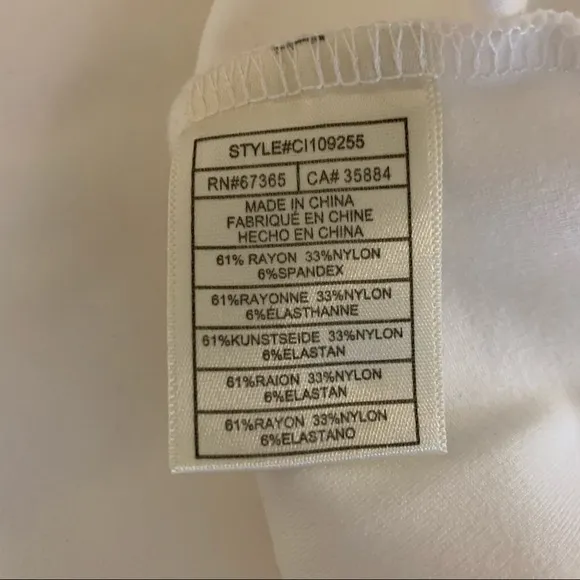 STYLE#CI109255
RN#67365 CA# 35884
MADE IN CHINA
FABRIQUÉ EN CHINE
HECHO EN CHINA
61% RAYON 33%NYLON
6%SPANDEX
61%RAYONNE 33%NYLON
6%ÉLASTHANNE
61%KUNSTSEIDE 33%NYLON
6%ELASTAN
61%RAION 33%NYLON
6%ELASTAN
61%RAYON 33%NYLON
6%ELASTANO